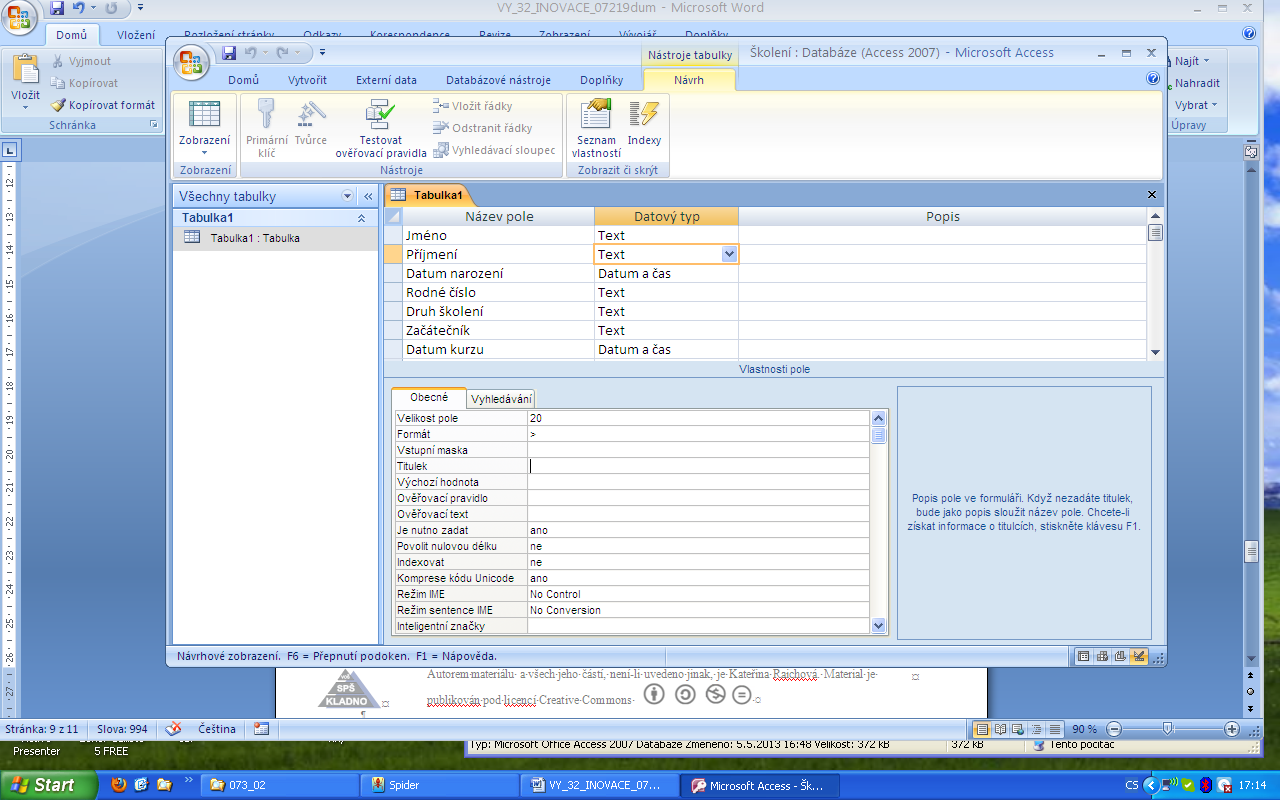 VY_32_INOVACE_07219dum - Microsoft Word
Domů Vložení Rozložení stránky Odkazy Korespondence Revize Zobrazení Vývojář Doplňky
Vložit
Vyjmout
Kopírovat
Kopírovat formát
Schránka
Najít
Nahradit
Vybrat
Úpravy
Nástroje tabulky
Školení : Databáze (Access 2007) - Microsoft Access
Domů Vytvořit Externí data Databázové nástroje Doplňky Návrh
Zobrazení
Zobrazení
Primární klíč
Tvůrce
Testovat ověřovací pravidla
Vložit řádky
Odstranit řádky
Vyhledávací sloupec
Nástroje
Seznam vlastností
Indexy
Zobrazit či skrýt
Všechny tabulky
Tabulka1
Tabulka1 : Tabulka
Tabulka1
Název pole Datový typ Popis
Jméno Text
Příjmení Text
Datum narození Datum a čas
Rodné číslo Text
Druh školení Text
Začátečník Text
Datum kurzu Datum a čas
Vlastnosti pole
Obecné Vyhledávání
Velikost pole 20
Formát >
Vstupní maska
Titulek
Výchozí hodnota
Ověřovací pravidlo
Ověřovací text
Je nutno zadat ano
Povolit nulovou délku ne
Indexovat ne
Komprese kódu Unicode ano
Režim IME No Control
Režim sentence IME No Conversion
Inteligentní značky
Popis pole ve formuláři. Když nezadáte titulek,
bude jako popis sloužit název pole. Chcete-li
získat informace o titulcích, stiskněte klávesu F1.
Návrhové zobrazení. F6 = Přepnutí podoken. F1 = Nápověda.
SPŠ
KLADNO
Autorem materiálu a všech jeho částí, není-li uvedeno jinak, je Kateřina Raichová. Materiál je
publikován pod licencí Creative Commons
Stránka: 9 z 11 Slova: 994 Čeština 90 %
Presenter 5 FREE
Typ: Microsoft Office Access 2007 Databáze Změněno: 5.5.2013 16:48 Velikost: 372 kB 372 kB Tento počítač
Start 073_02 Spider VY_32_INOVACE_07... Microsoft Access - Šk... CS 17:14